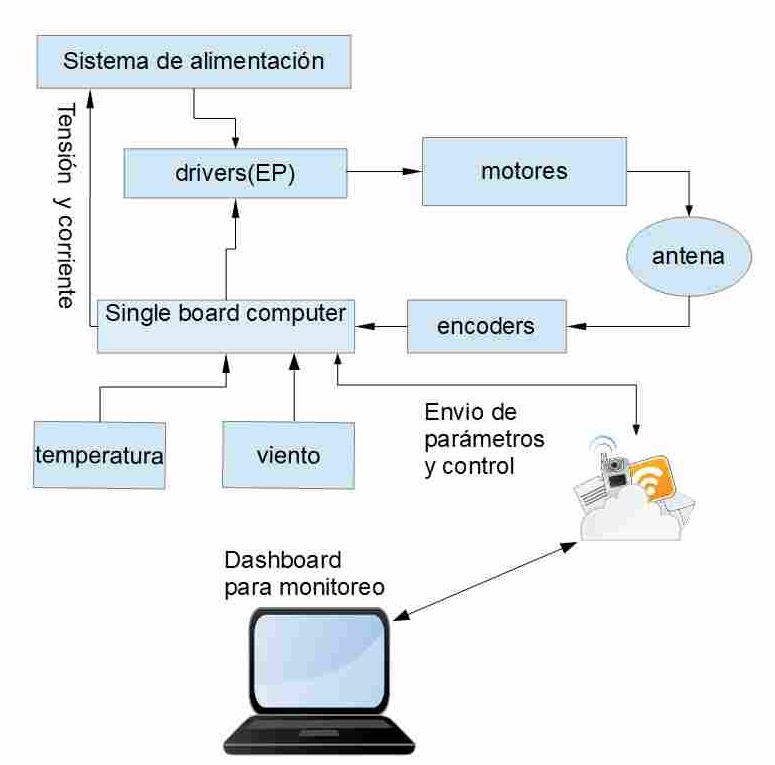 Sistema de alimentación
Tensión y corriente
drivers(EP)
motores
antena
Single board computer
encoders
temperatura
viento
Envio de
parámetros
y control
Dashboard
para monitoreo